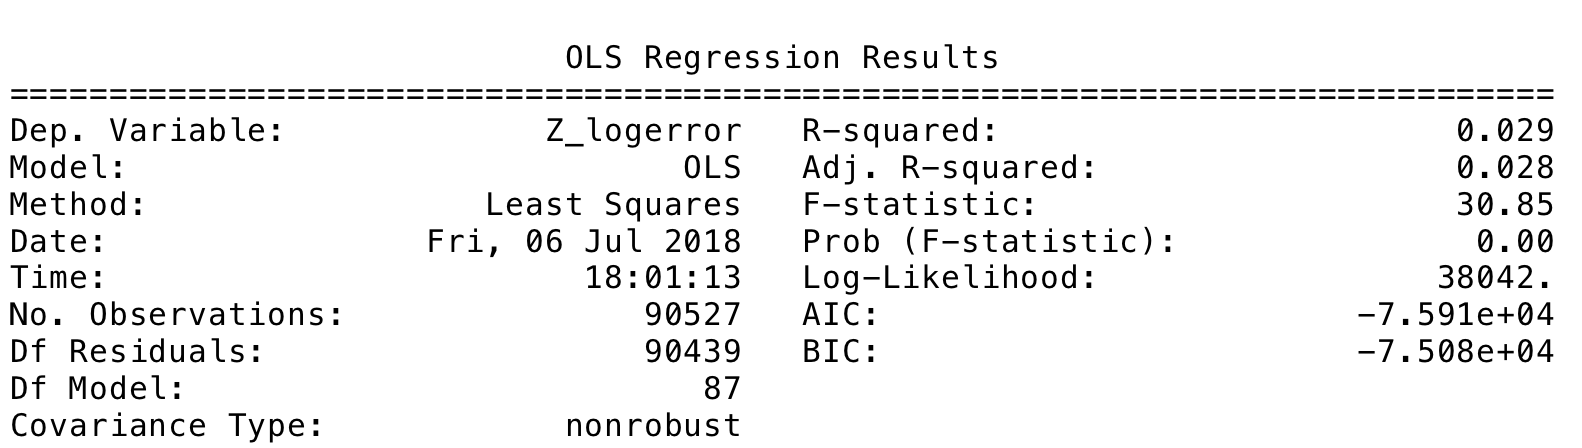 OLS Regression Results
==============================================================================
Dep. Variable:             Z_logerror   R-squared:                       0.029
Model:                            OLS   Adj. R-squared:                  0.028
Method:                 Least Squares   F-statistic:                     30.85
Date:                Fri, 06 Jul 2018   Prob (F-statistic):               0.00
Time:                        18:01:13   Log-Likelihood:                 38042.
No. Observations:               90527   AIC:                        -7.591e+04
Df Residuals:                   90439   BIC:                        -7.508e+04
Df Model:                          87
Covariance Type:            nonrobust